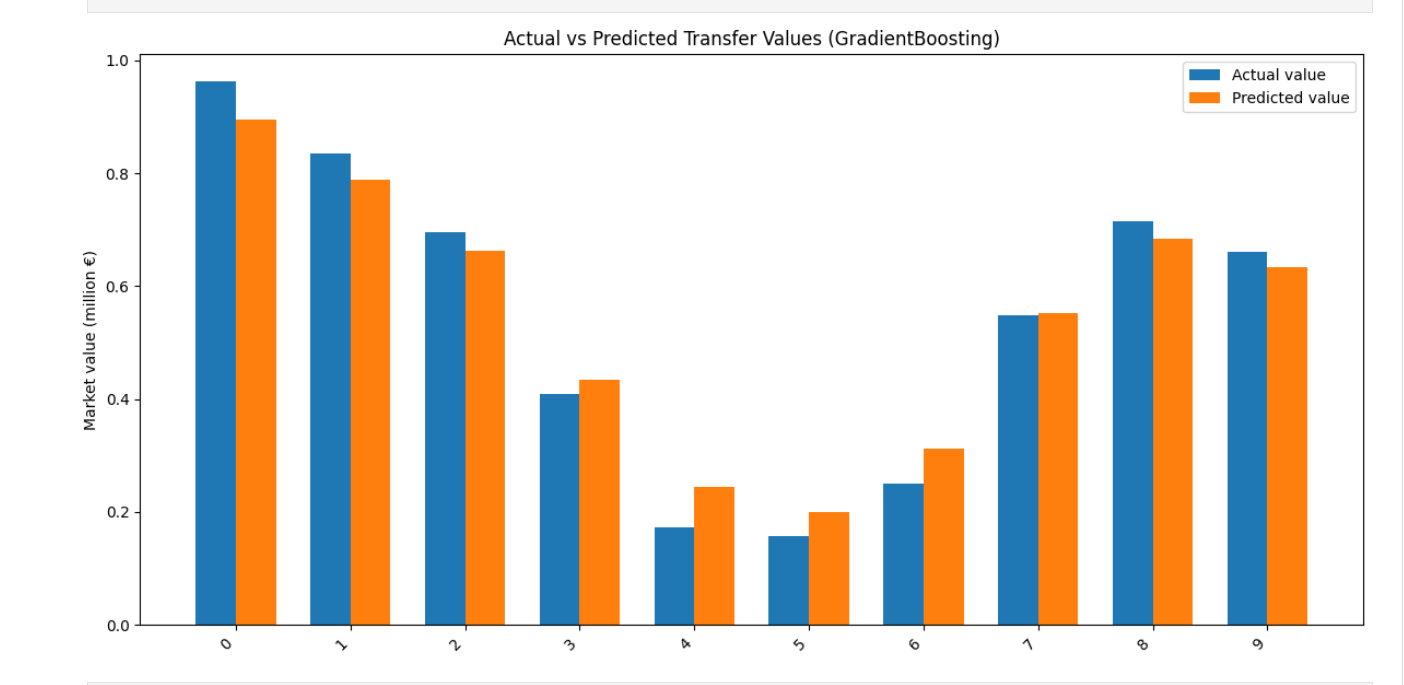 Actual vs Predicted Transfer Values (GradientBoosting)
Actual value
Predicted value
Market value (million €)
1.0
0.8
0.6
0.4
0.2
0.0
0 1 2 3 4 5 6 7 8 9